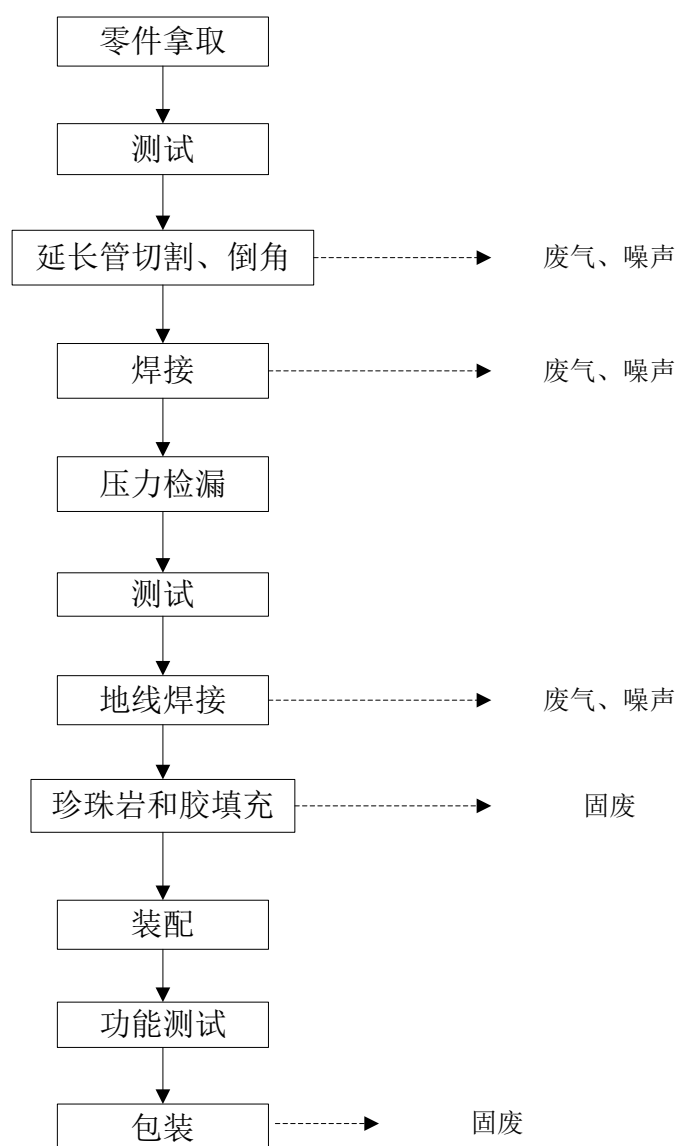 零件拿取
测试
延长管切割、倒角
废气、噪声
焊接
废气、噪声
压力检漏
测试
地线焊接
废气、噪声
珍珠岩和胶填充
固废
装配
功能测试
包装
固废